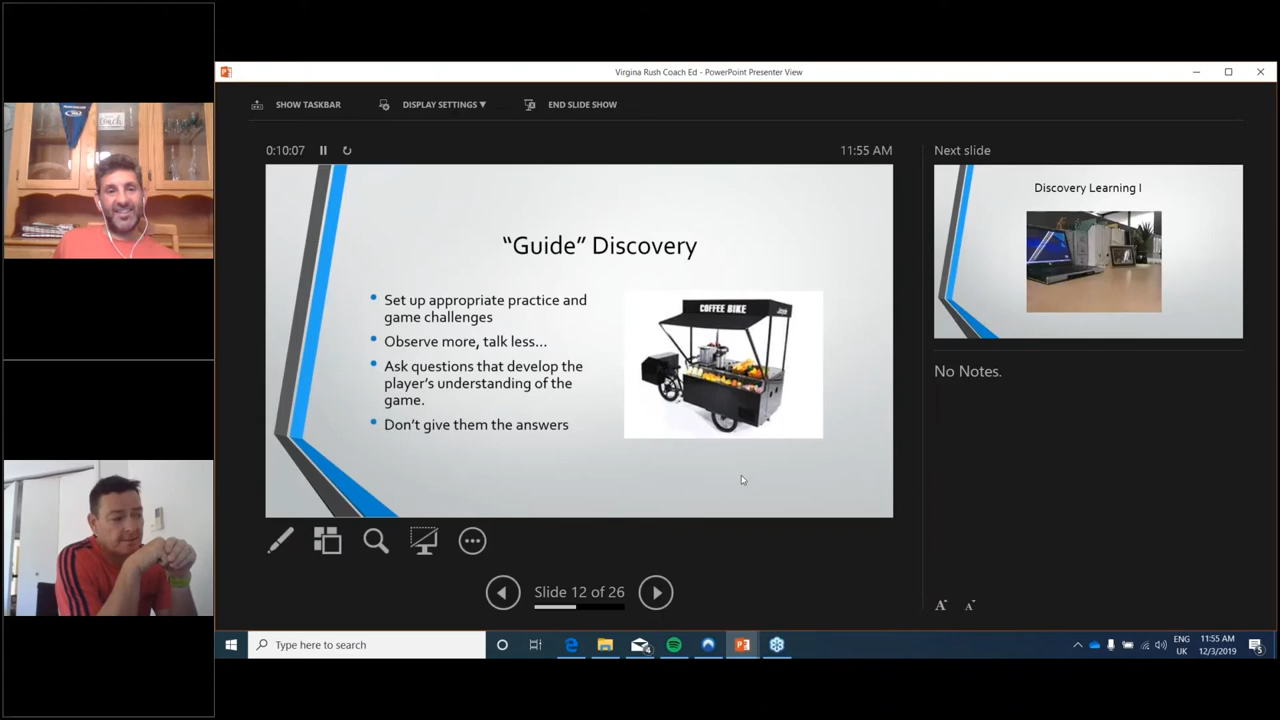 Virgina Rush Coach Ed - PowerPoint Presenter View
SHOW TASKBAR
DISPLAY SETTINGS ▼
END SLIDE SHOW
0:10:07
11:55 AM
“Guide” Discovery
• Set up appropriate practice and
game challenges
• Observe more, talk less...
• Ask questions that develop the
player’s understanding of the
game.
• Don’t give them the answers
COFFEE BIKE
Slide 12 of 26
Next slide
Discovery Learning I
No Notes.
A
A
Type here to search
4
ENG
UK
11:55 AM
12/3/2019
5
coach